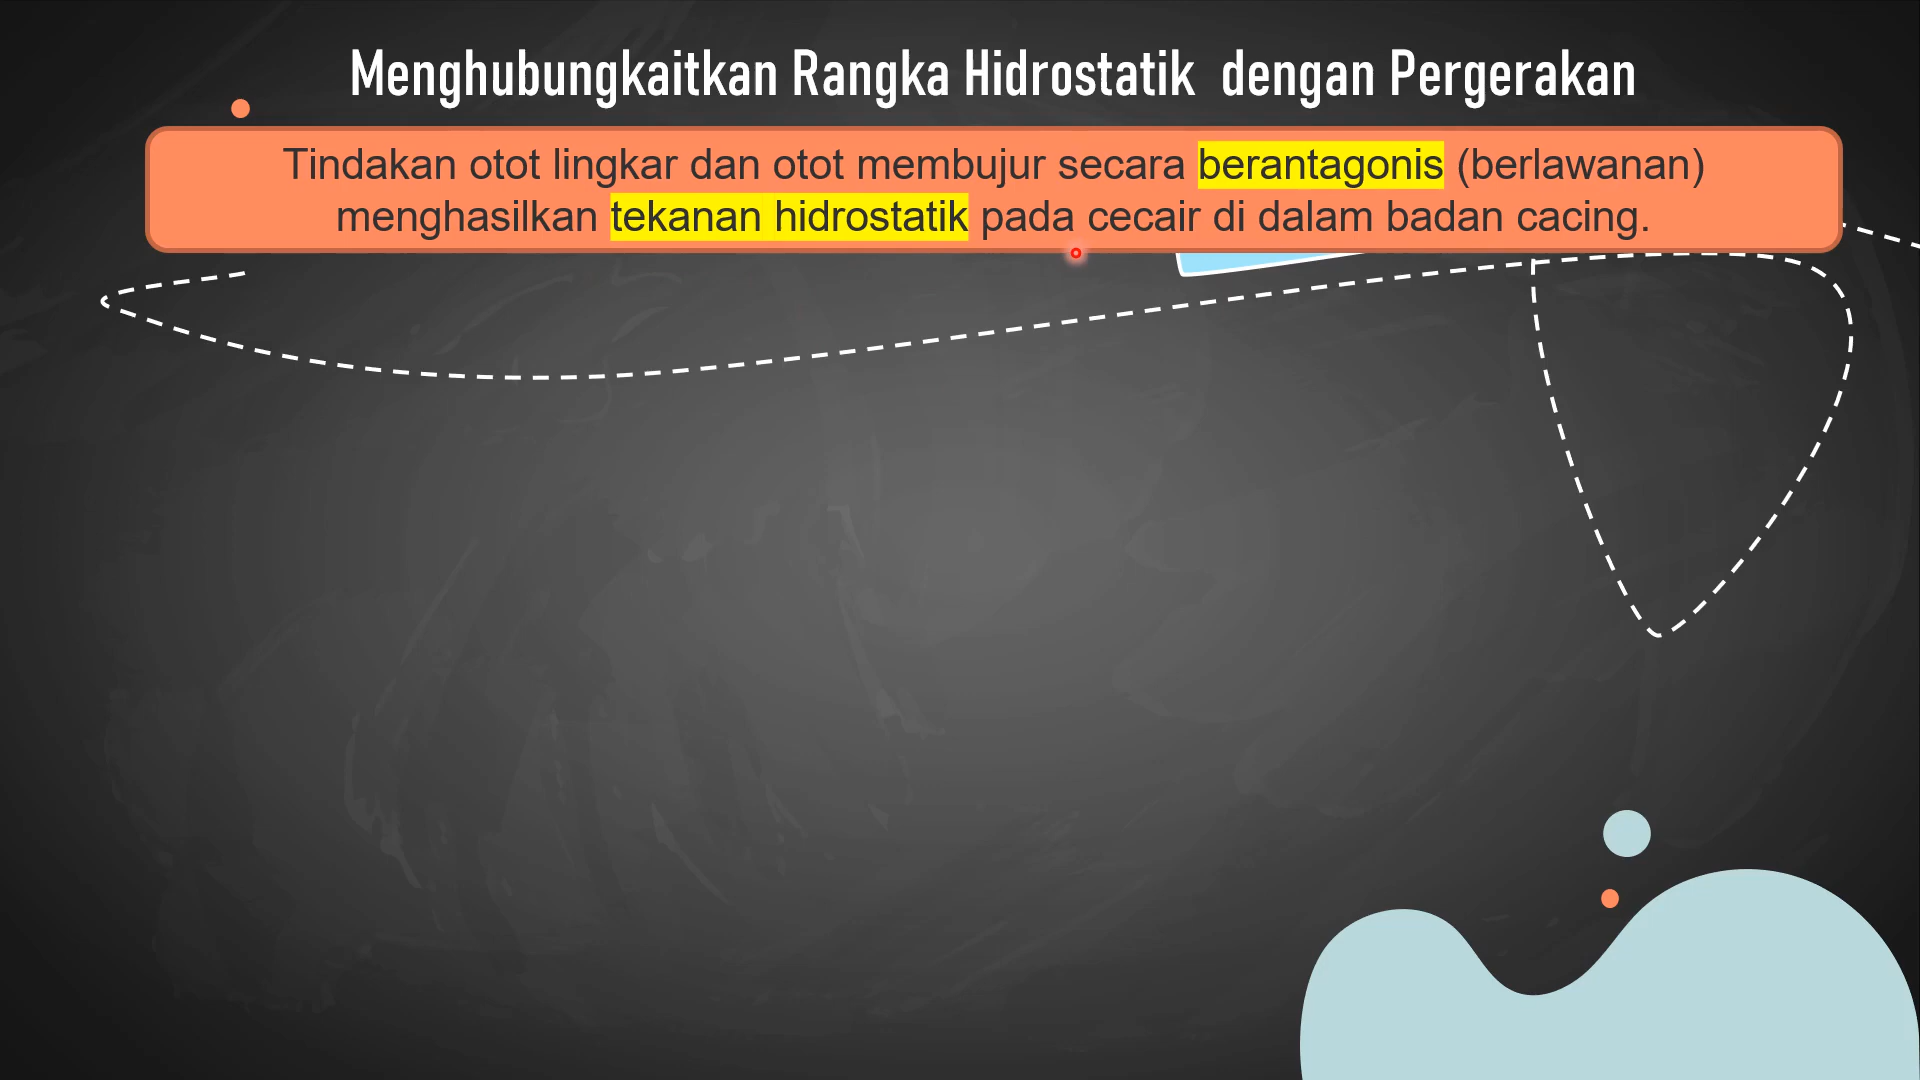 Menghubungkaitkan Rangka Hidrostatik dengan Pergerakan
Tindakan otot lingkar dan otot membujur secara berantagonis (berlawanan)
menghasilkan tekanan hidrostatik pada cecair di dalam badan cacing.